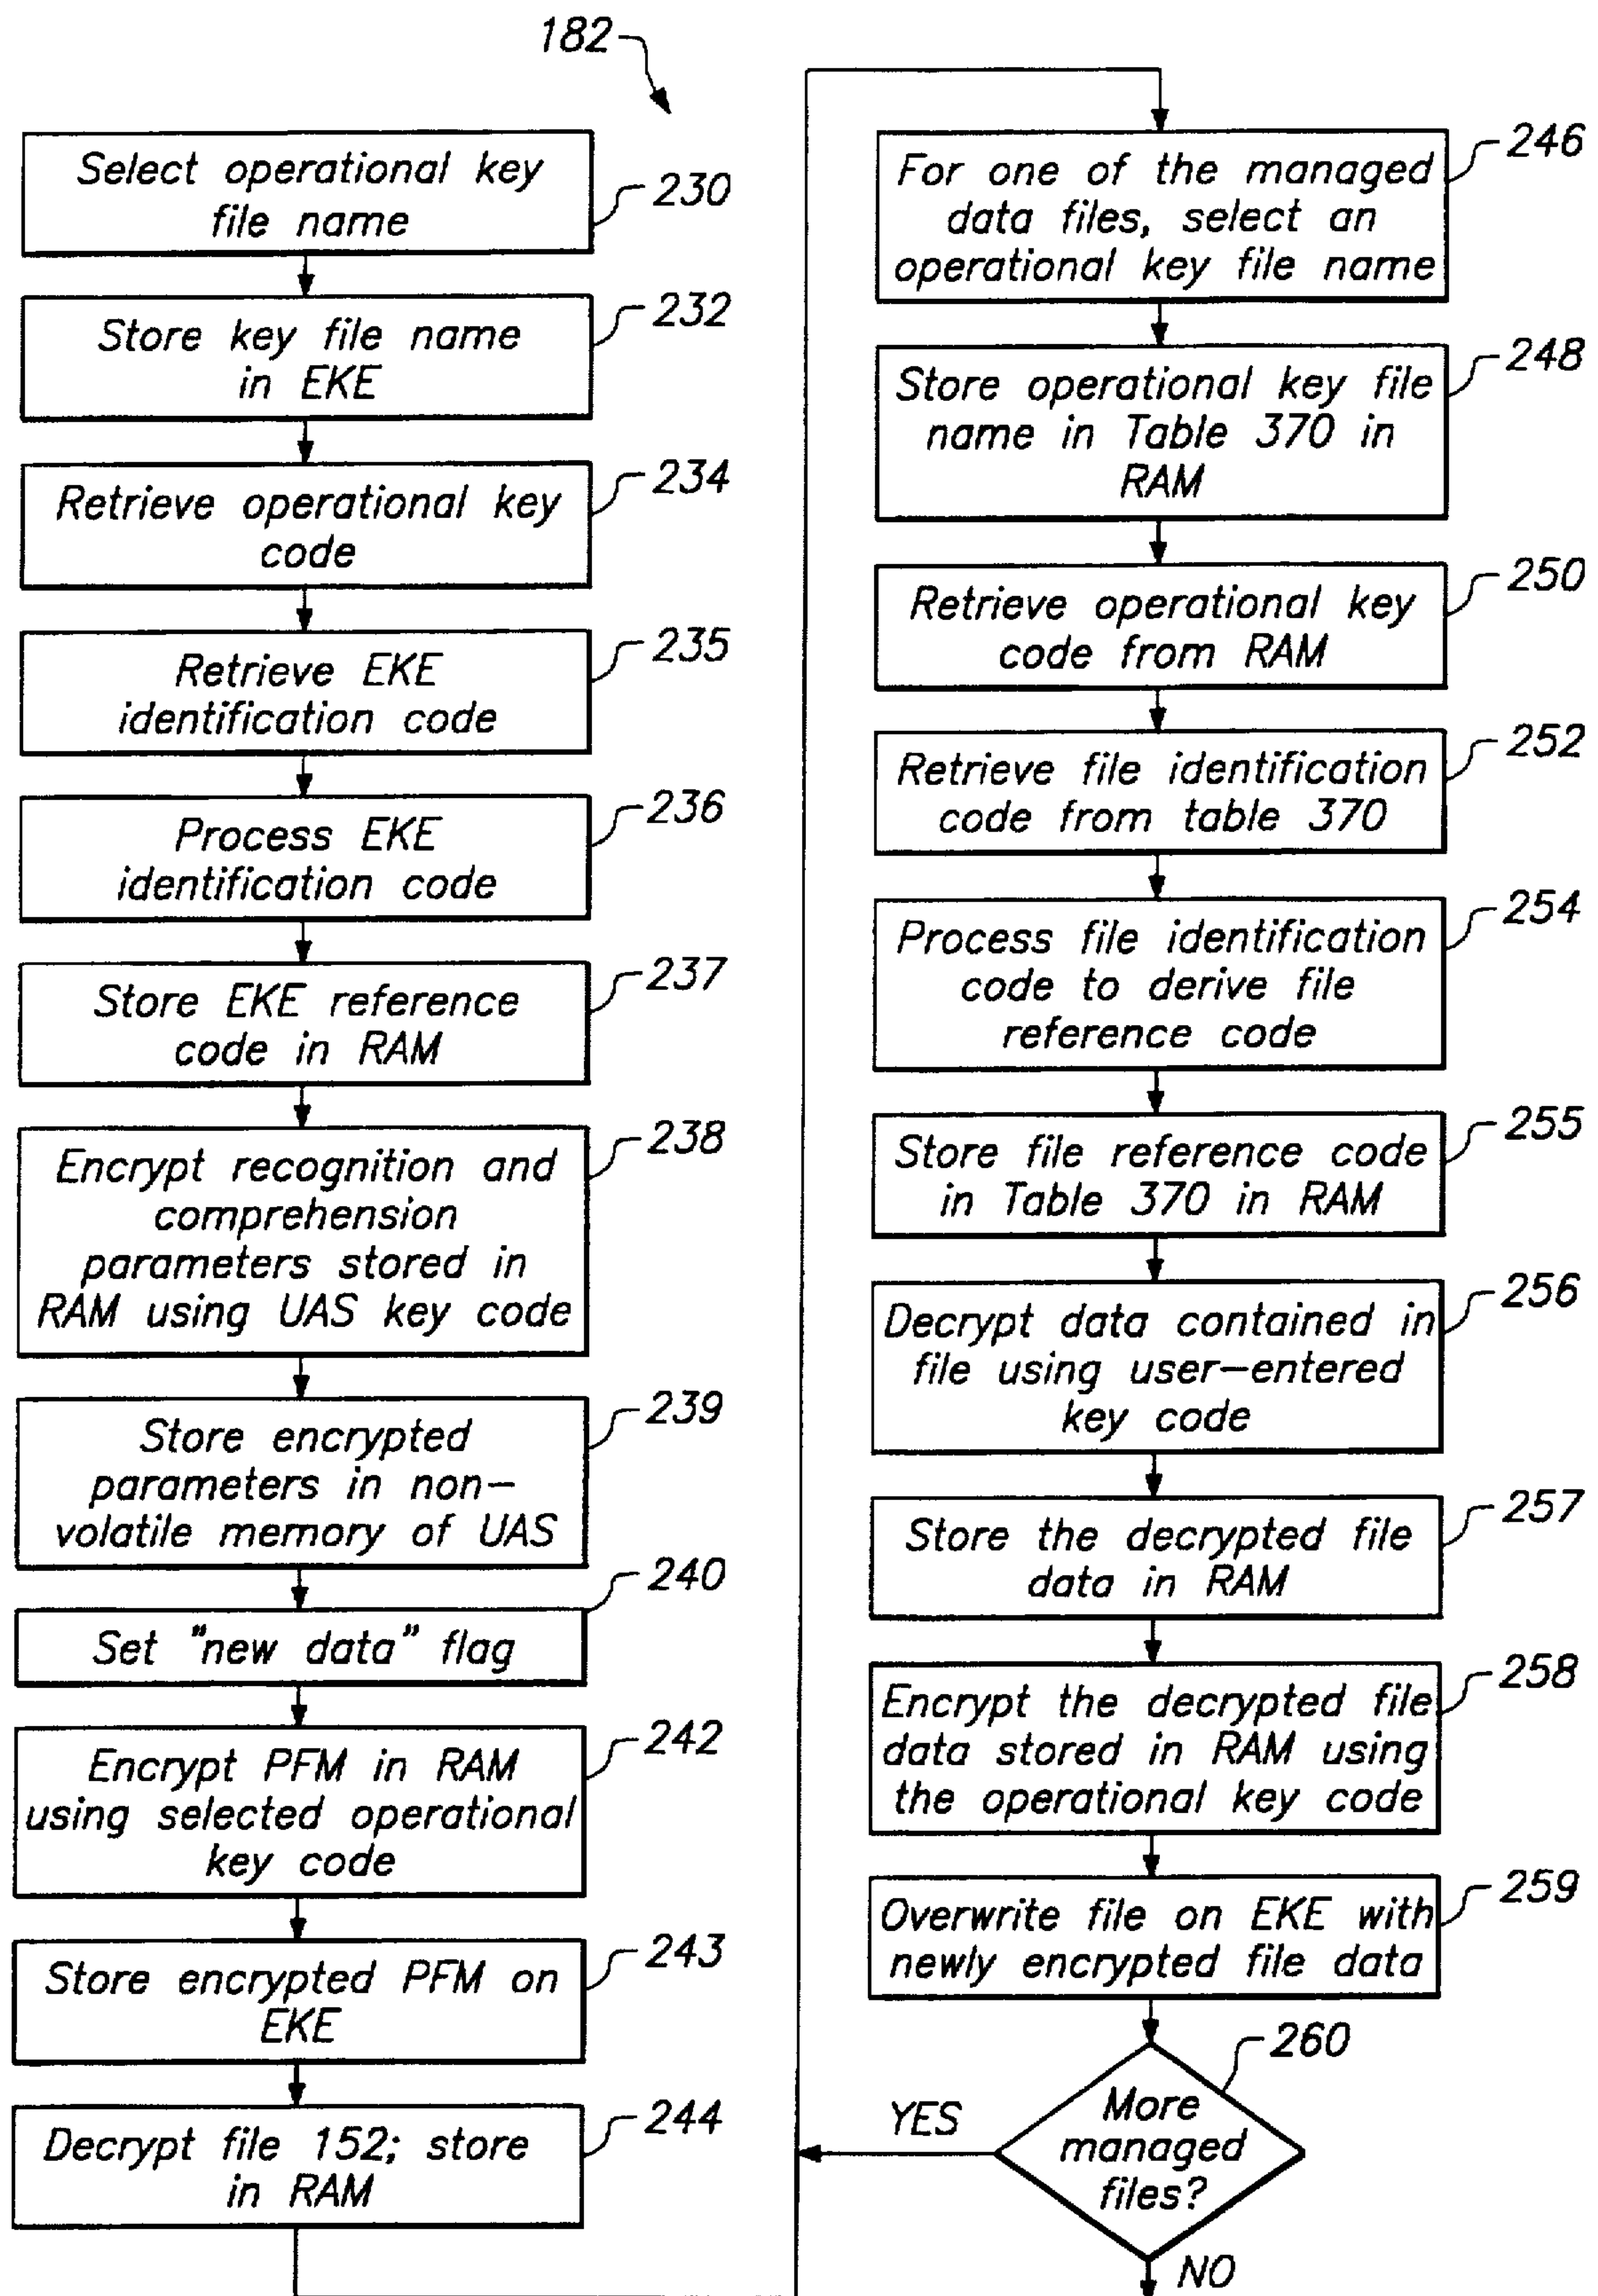 182
Select operational key
file name
230
Store key file name
in EKE
232
Retrieve operational key
code
234
Retrieve EKE
identification code
235
Process EKE
identification code
236
Store EKE reference
code in RAM
237
Encrypt recognition and
comprehension
parameters stored in
RAM using UAS key code
238
Store encrypted
parameters in non-
volatile memory of UAS
239
Set "new data" flag
240
Encrypt PFM in RAM
using selected operational
key code
242
Store encrypted PFM on
EKE
243
Decrypt file 152; store
in RAM
244
For one of the managed
data files, select an
operational key file name
246
Store operational key file
name in Table 370 in
RAM
248
Retrieve operational key
code from RAM
250
Retrieve file identification
code from table 370
252
Process file identification
code to derive file
reference code
254
Store file reference code
in Table 370 in RAM
255
Decrypt data contained in
file using user-entered
key code
256
Store the decrypted file
data in RAM
257
Encrypt the decrypted file
data stored in RAM using
the operational key code
258
Overwrite file on EKE with
newly encrypted file data
259
More
managed
files?
260
YES
NO